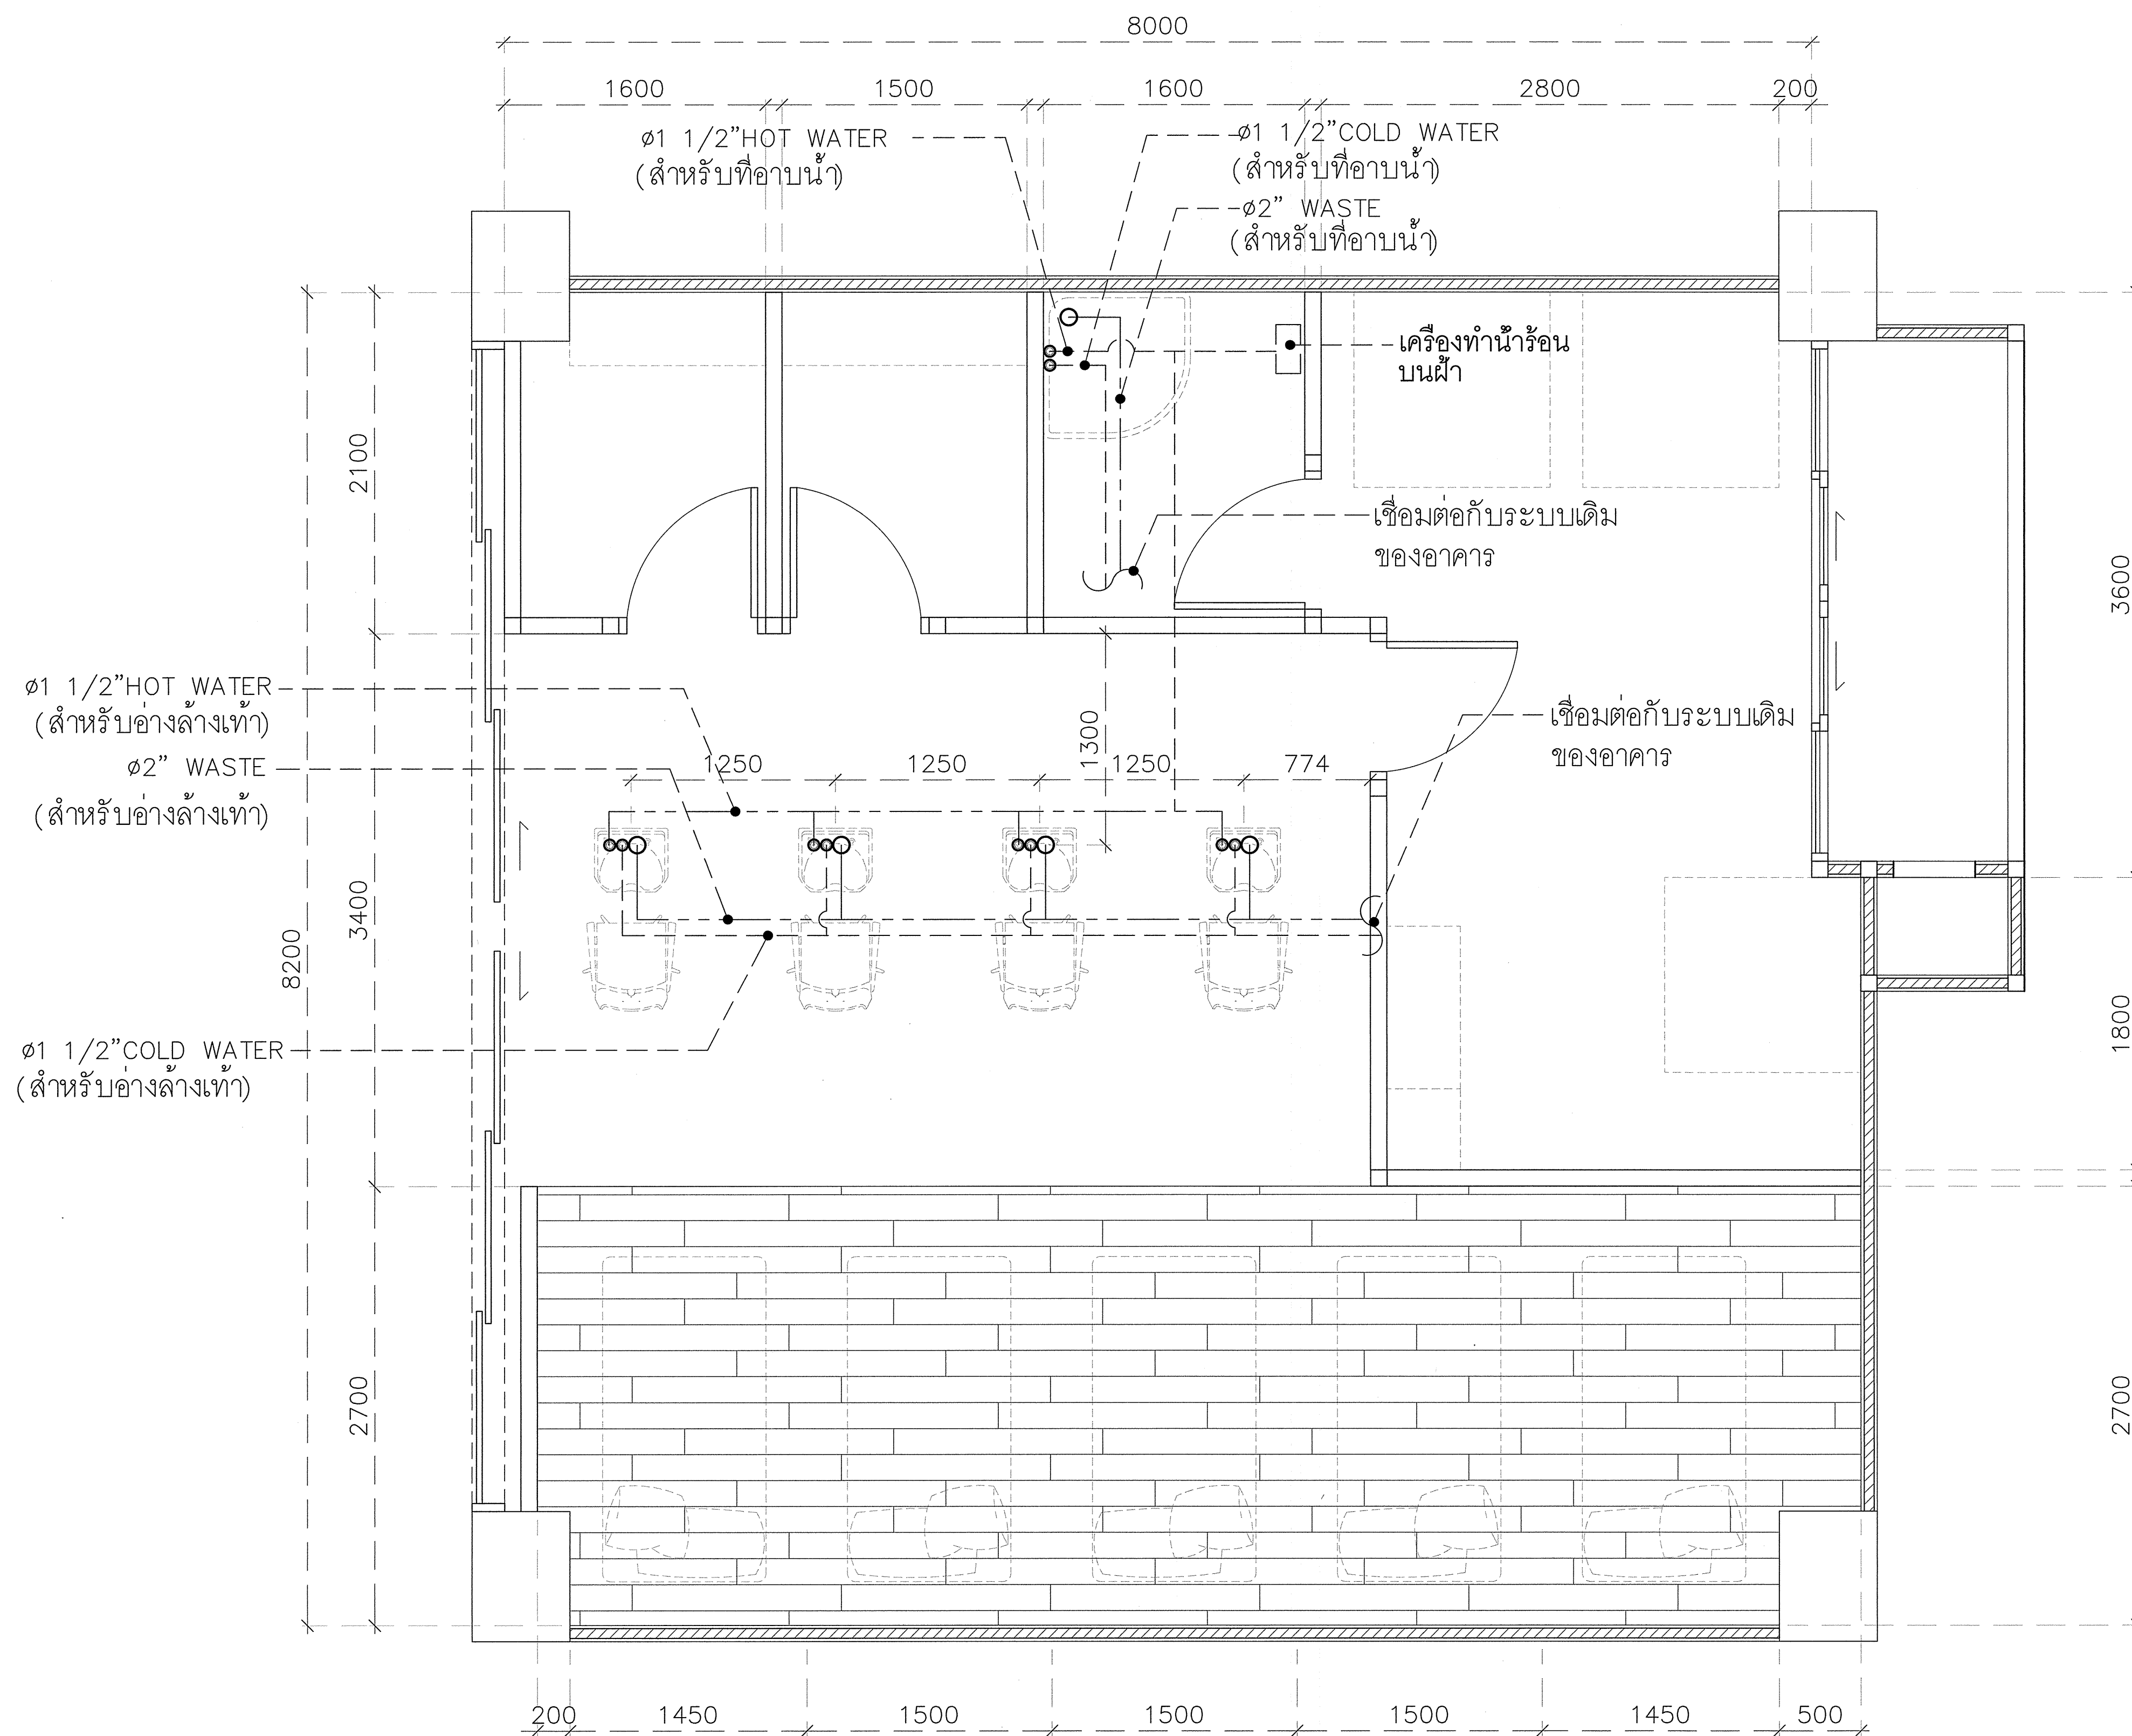 8000
1600
1500
1600
2800
200
ø1 1/2"HOT WATER
(สำหรับที่อาบน้ำ)
ø1 1/2"COLD WATER
(สำหรับที่อาบน้ำ)
ø2" WASTE
(สำหรับที่อาบน้ำ)
เครื่องทำน้ำร้อน
บนฝ้า
2100
เชื่อมต่อกับระบบเดิม
ของอาคาร
3600
ø1 1/2"HOT WATER
(สำหรับอ่างล้างเท้า)
เชื่อมต่อกับระบบเดิม
ของอาคาร
1300
ø2" WASTE
(สำหรับอ่างล้างเท้า)
1250
1250
1250
774
3400
8200
ø1 1/2"COLD WATER
(สำหรับอ่างล้างเท้า)
1800
2700
2700
200
1450
1500
1500
1500
1450
500